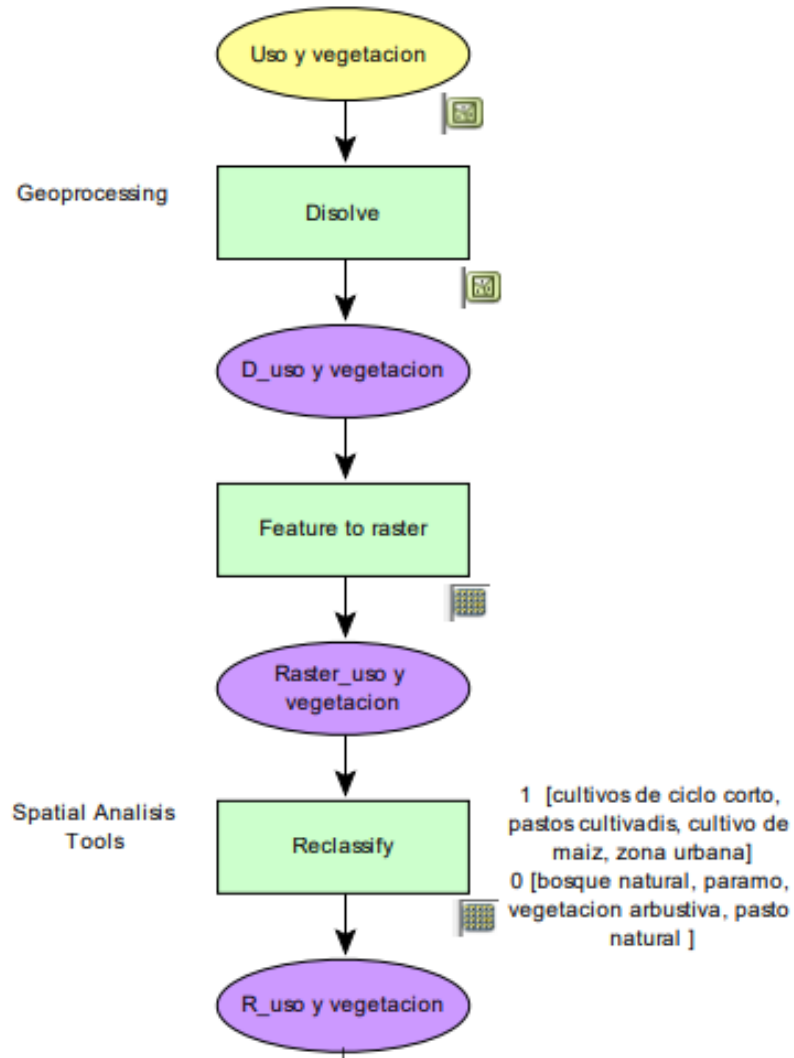 Uso y vegetacion
Geoprocessing
Disolve
D_uso y vegetacion
Feature to raster
Raster_uso y
vegetacion
Spatial Analisis
Tools
Reclassify
1 [cultivos de ciclo corto,
pastos cultivadis, cultivo de
maiz, zona urbana]
0 [bosque natural, paramo,
vegetacion arbustiva, pasto
natural ]
R_uso y vegetacion